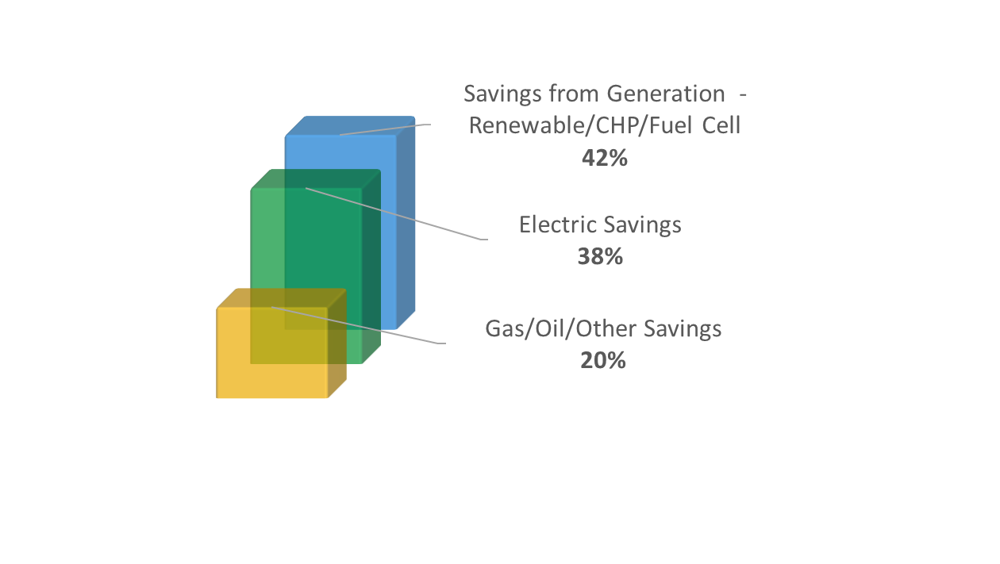 Savings from Generation -
Renewable/CHP/Fuel Cell
42%
Electric Savings
38%
Gas/Oil/Other Savings
20%